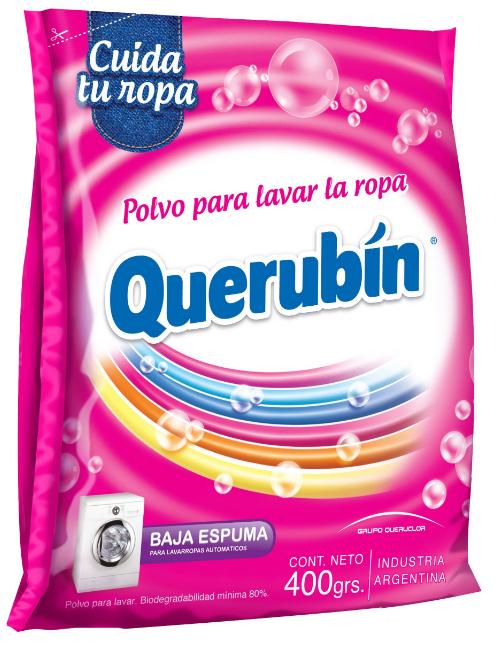 Cuida
tu ropa
Polvo para lavar la ropa
Querubín®
BAJA ESPUMA
PARA LAVARROPAS AUTOMATICOS
GRUPO QUERUCLOR
CONT. NETO
400grs.
INDUSTRIA
ARGENTINA
Polvo para lavar. Biodegradabilidad mínima 80%.